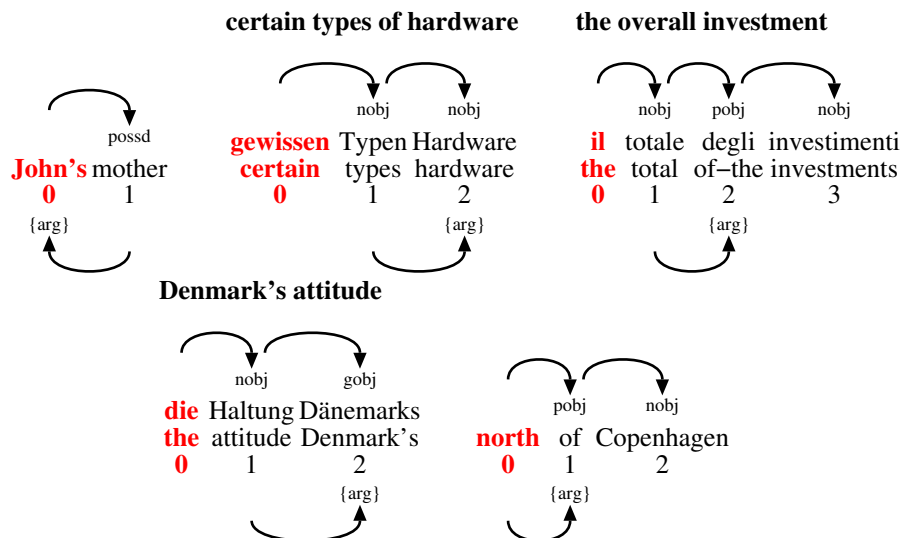 certain types of hardware
the overall investment
possd
John's mother
0 1
{arg}
nobj nobj
gewissen Typen Hardware
certain types hardware
0 1 2
{arg}
nobj pobj nobj
il totale degli investimenti
the total of−the investments
0 1 2 3
{arg}
Denmark's attitude
nobj gobj
die Haltung Dänemarks
the attitude Denmark's
0 1 2
{arg}
pobj nobj
north of Copenhagen
0 1 2
{arg}